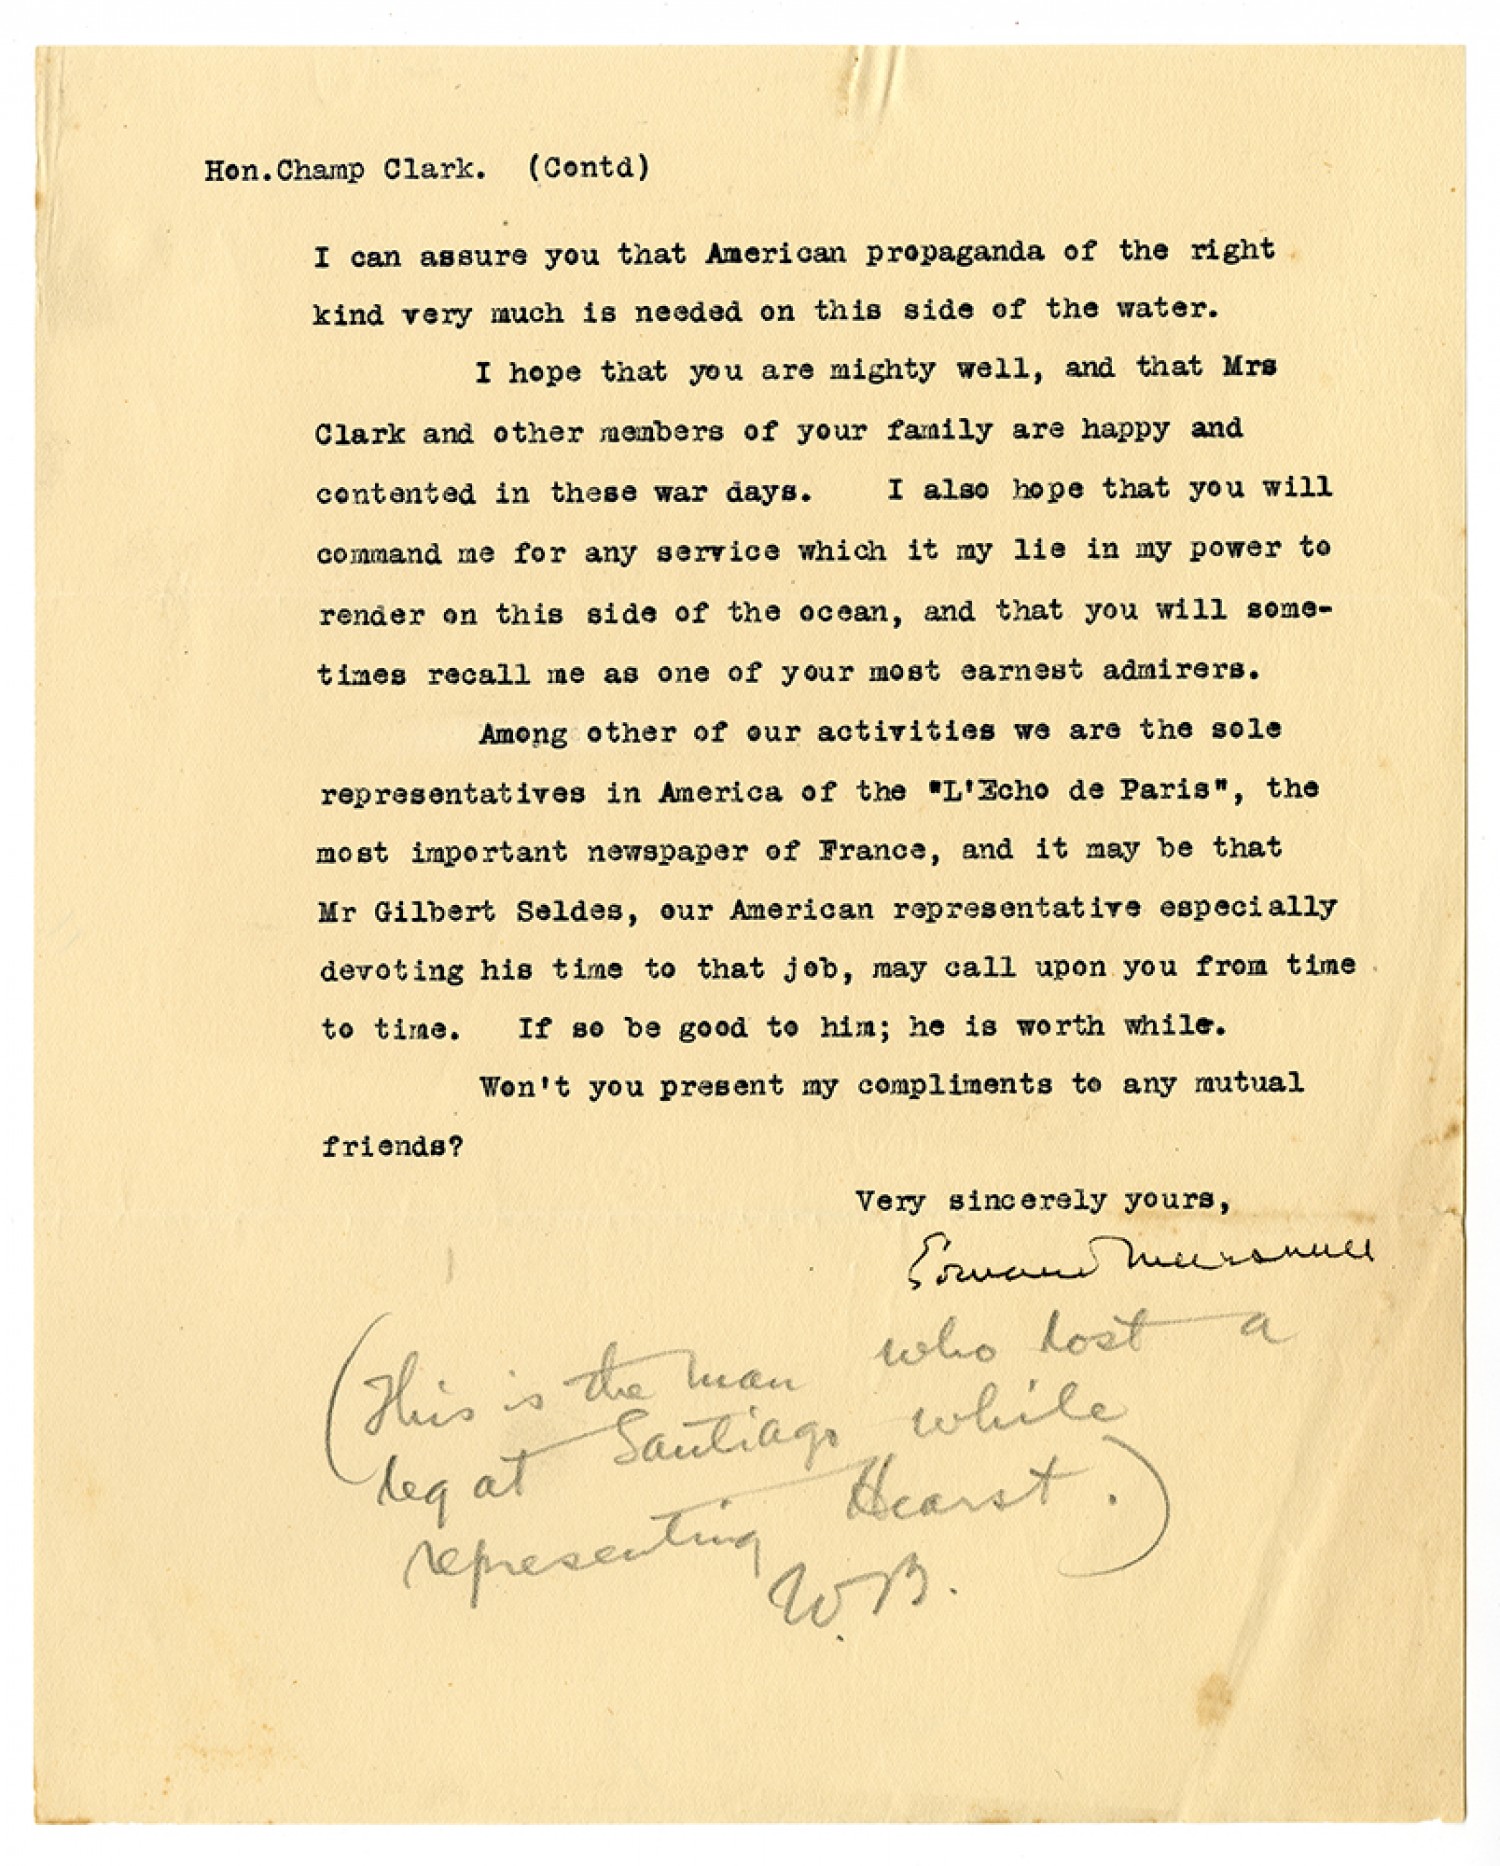 Hon.Champ Clark. (Contd)
I can assure you that American propaganda of the right
kind very much is needed on this side of the water.
I hope that you are mighty well, and that Mrs
Clark and other members of your family are happy and
contented in these war days. I also hope that you will
command me for any service which it my lie in my power to
render on this side of the ocean, and that you will some-
times recall me as one of your most earnest admirers.
Among other of our activities we are the sole
representatives in America of the "L'Echo de Paris", the
most important newspaper of France, and it may be that
Mr Gilbert Seldes, our American representative especially
devoting his time to that job, may call upon you from time
to time. If so be good to him; he is worth while.
Won't you present my compliments to any mutual
friends?
Very sincerely yours,
Edward Marshall
(This is the man who lost a
leg at Santiago while
representing Hearst.)
W.B.